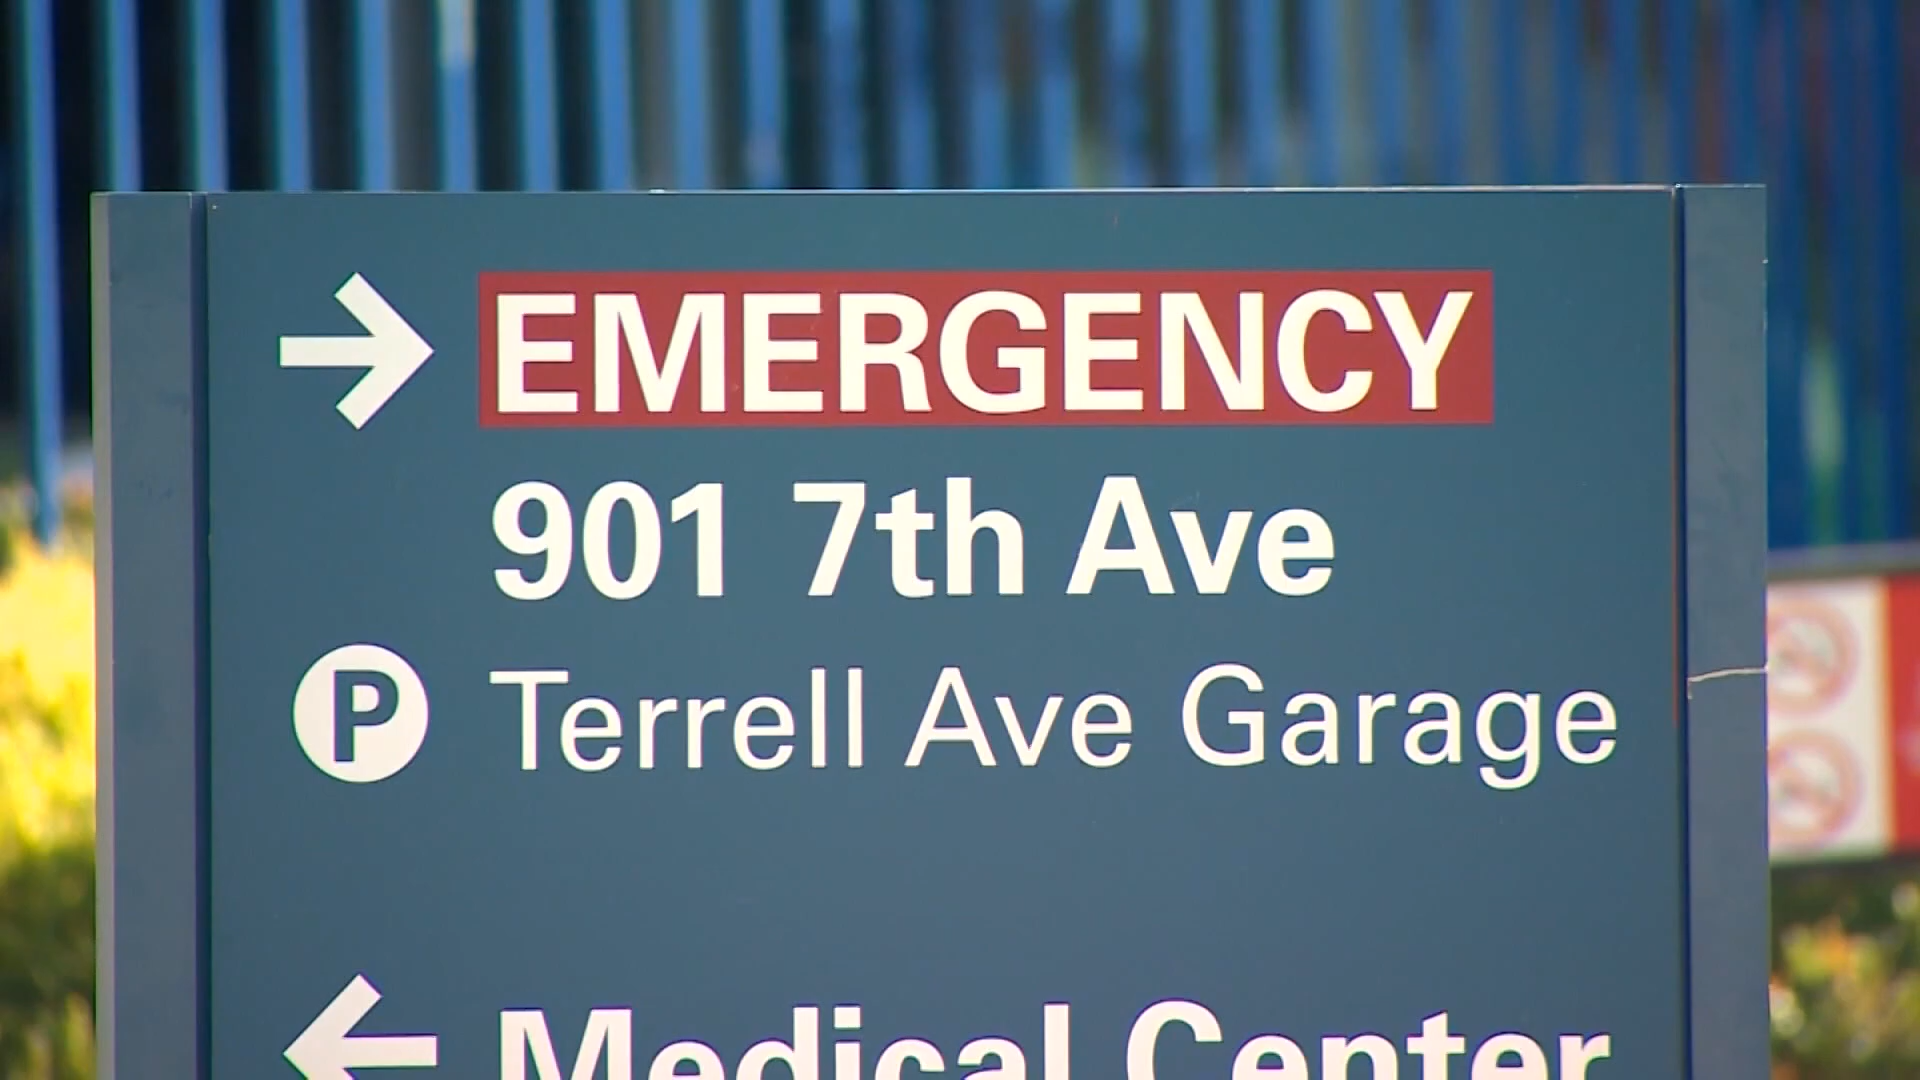 → EMERGENCY
901 7th Ave
P Terrell Ave Garage
← Medical Center